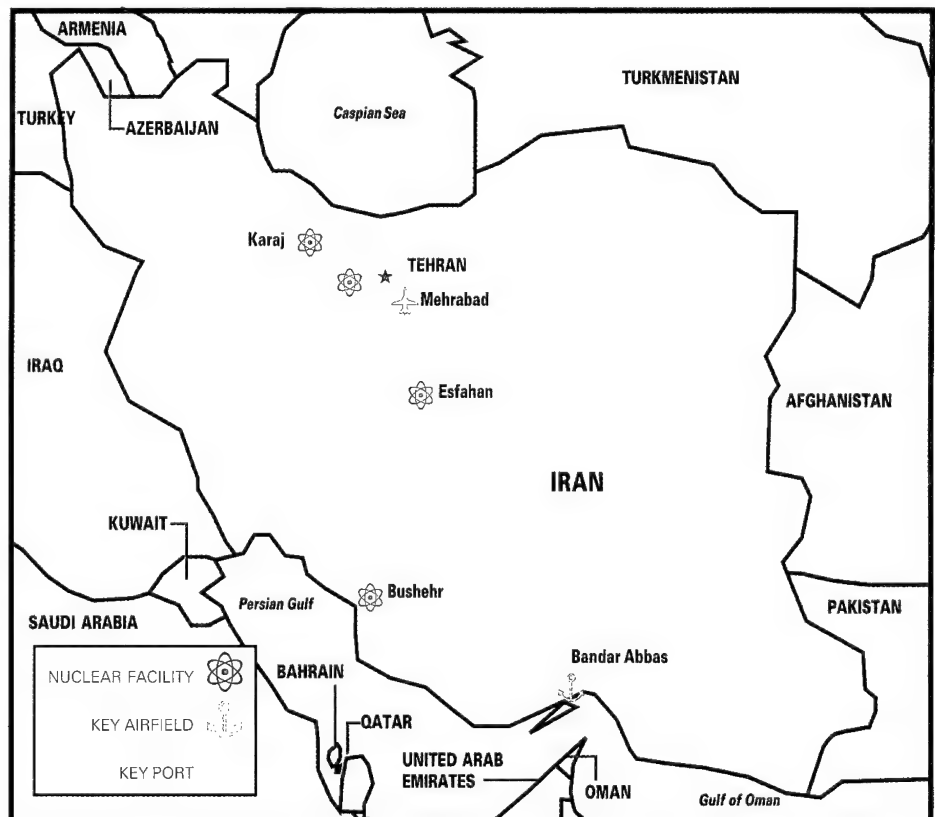 ARMENIA
TURKMENISTAN
Caspian Sea
TURKEY
AZERBAIJAN
Karaj
TEHRAN
Mehrabad
IRAQ
Esfahan
AFGHANISTAN
IRAN
KUWAIT
Bushehr
Persian Gulf
PAKISTAN
SAUDI ARABIA
Bandar Abbas
NUCLEAR FACILITY
BAHRAIN
KEY AIRFIELD
QATAR
UNITED ARAB
EMIRATES
KEY PORT
OMAN
Gulf of Oman